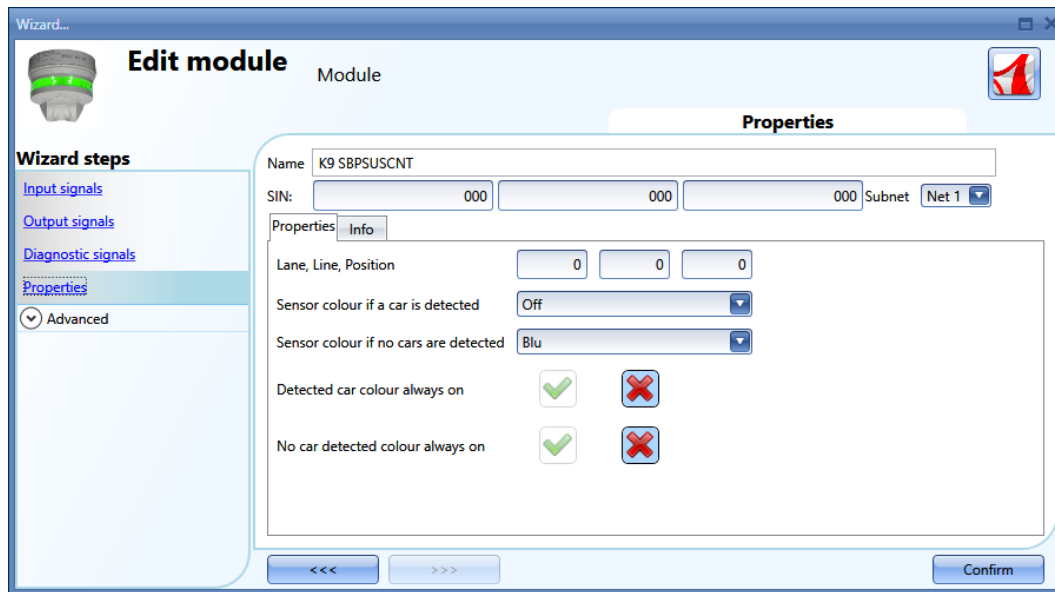 Wizard...
Edit module
Module
Properties
Wizard steps
Input signals
Output signals
Diagnostic signals
Properties
Advanced
Name K9 SBPSUSCNT
SIN: 000 000 000 Subnet Net 1
Properties Info
Lane, Line, Position 0 0 0
Sensor colour if a car is detected Off
Sensor colour if no cars are detected Blu
Detected car colour always on
No car detected colour always on
<<< >>> Confirm